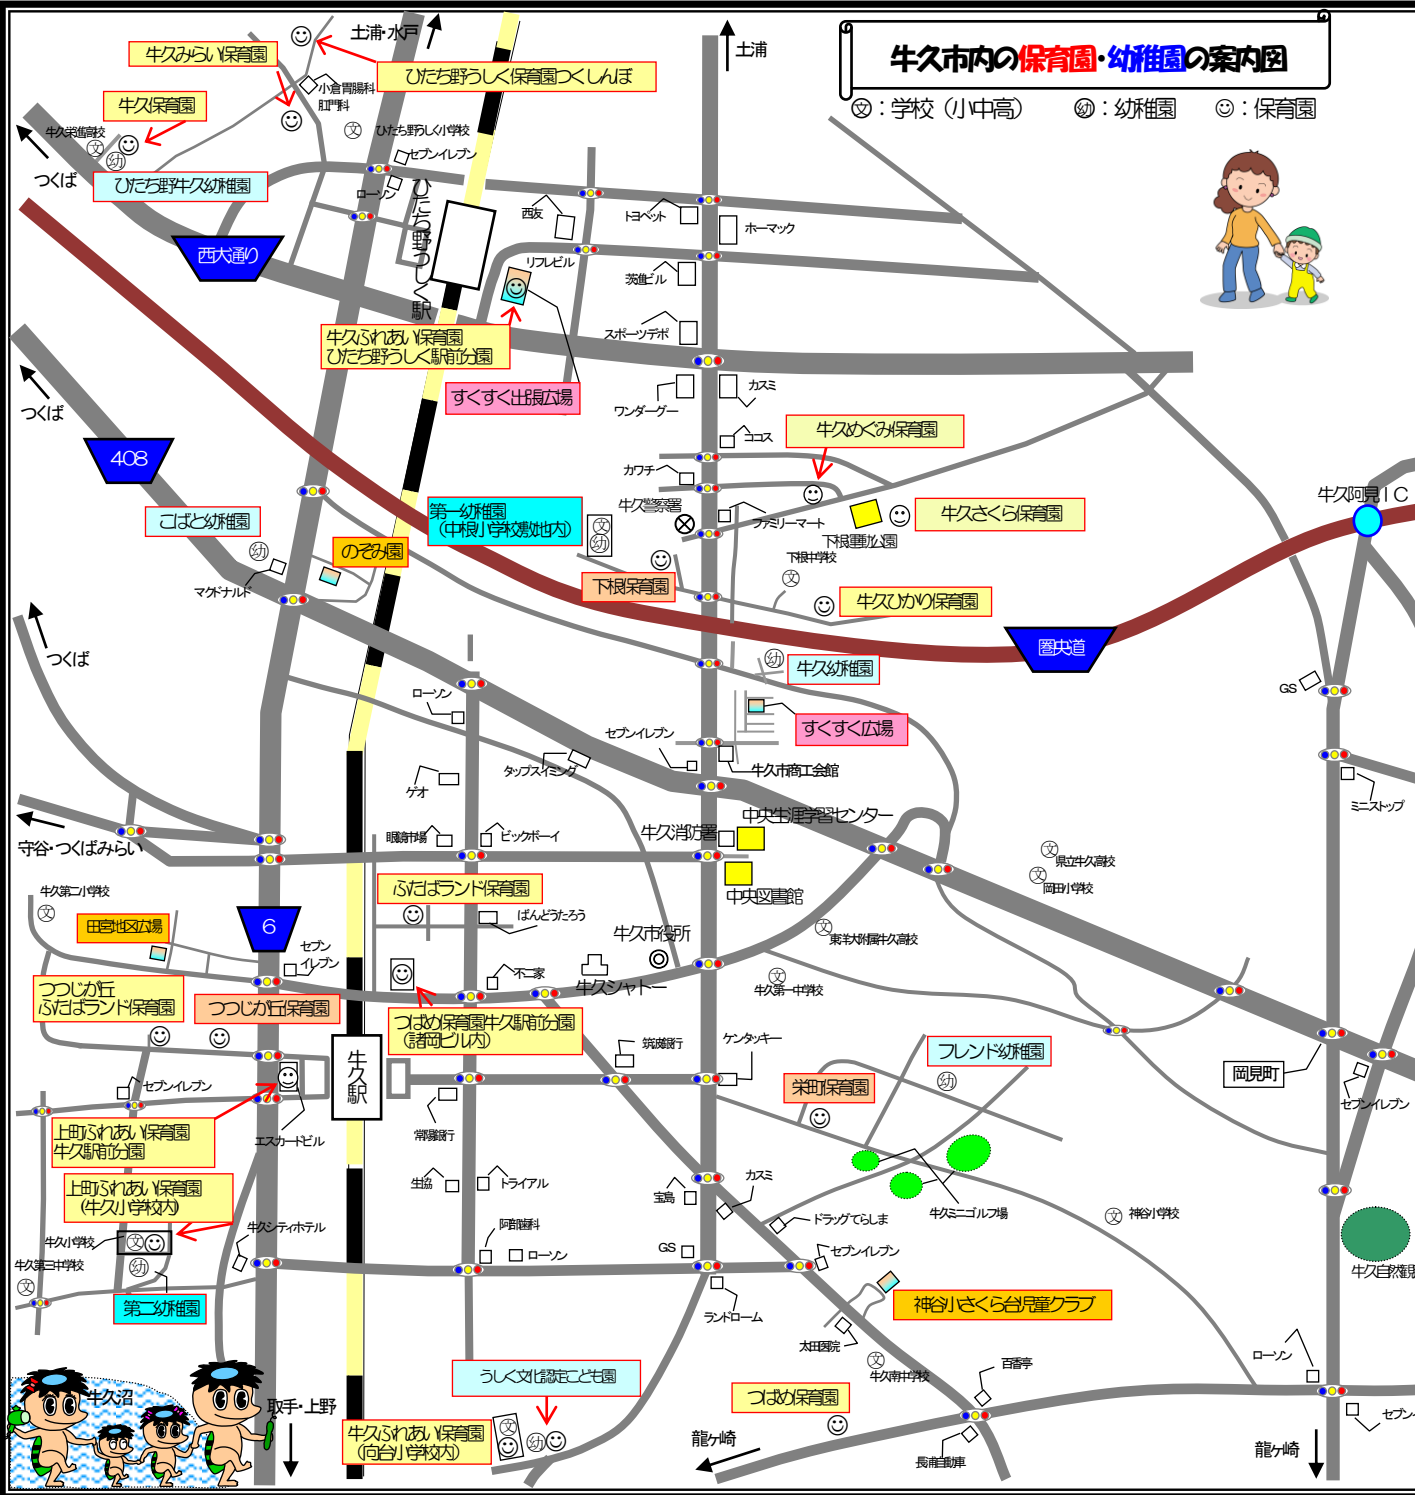 牛久市内の保育園・幼稚園の案内図
文：学校（小中高）
幼：幼稚園
：保育園
土浦・水戸
土浦
牛久みらい保育園
ひたち野うしく保育園つくしんぼ
小倉胃腸科
肛門科
牛久保育園
牛久栄進高校
文
幼
文
ひたち野うしく小学校
セブンイレブン
つくば
ひたち野牛久幼稚園
ローソン
ひたち野うしく駅
西友
トヨペット
ホーマック
西大通り
リフレビル
茨進ビル
スポーツデポ
牛久ふれあい保育園
ひたち野うしく駅前分園
すくすく出張広場
つくば
ワンダーグー
カスミ
ココス
牛久めぐみ保育園
408
カワチ
牛久阿見ＩＣ
こばと幼稚園
第一幼稚園
（中根小学校敷地内）
文
幼
牛久警察署
ファミリーマート
牛久さくら保育園
下根運動公園
下根中学校
文
幼
のぞみ園
マクドナルド
下根保育園
牛久ひかり保育園
圏央道
つくば
幼
牛久幼稚園
GS
ローソン
すくすく広場
セブンイレブン
牛久市商工会館
タップスイミング
ゲオ
ミニストップ
中央生涯学習センター
牛久消防署
眼鏡市場
ビックボーイ
守谷・つくばみらい
文
県立牛久高校
文
岡田小学校
中央図書館
牛久第二小学校
文
ふたばランド保育園
ばんどうたろう
田宮地区広場
6
セブン
イレブン
牛久市役所
文
東洋大附属牛久高校
不二家
牛久シャトー
文
牛久第一中学校
つつじが丘
ふたばランド保育園
つつじが丘保育園
つばめ保育園牛久駅前分園
（諸岡ビル内）
筑波銀行
ケンタッキー
フレンド幼稚園
幼
牛久駅
岡見町
栄町保育園
セブンイレブン
セブンイレブン
上町ふれあい保育園
牛久駅前分園
エスカードビル
常陽銀行
上町ふれあい保育園
（牛久小学校内）
生協
トライアル
宝島
カスミ
牛久ミニゴルフ場
文
神谷小学校
ドラッグてらしま
牛久シティホテル
阿部歯科
ローソン
GS
セブンイレブン
牛久小学校
文
牛久第三中学校
文
幼
牛久自然観
第二幼稚園
ランドローム
神谷小さくら台児童クラブ
太田医院
文
牛久南中学校
百香亭
ローソン
牛久沼
取手・上野
うしく文化認定こども園
つばめ保育園
牛久ふれあい保育園
（向台小学校内）
文
幼
龍ヶ崎
長南自動車
龍ヶ崎
セブン-